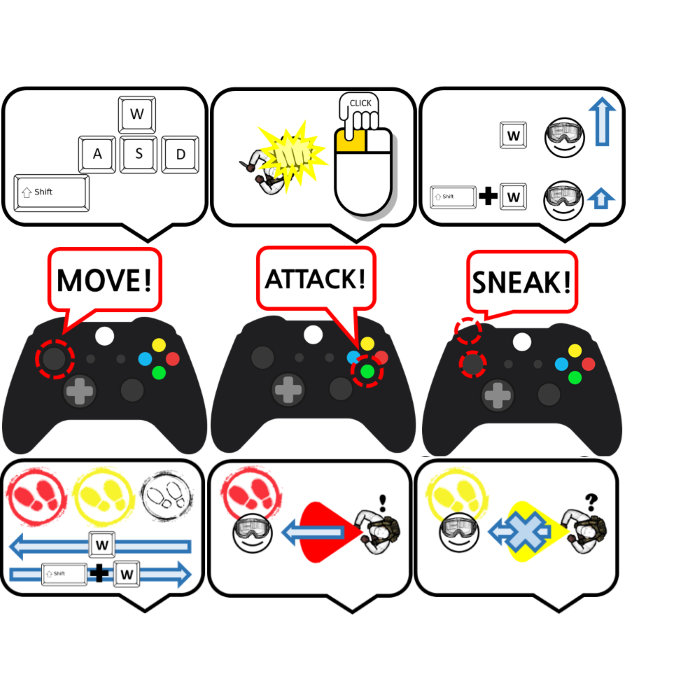 W
A S D
⇧ Shift
CLICK
W
⇧ Shift + W
MOVE!
ATTACK!
SNEAK!
W
⇧ Shift + W
!
?